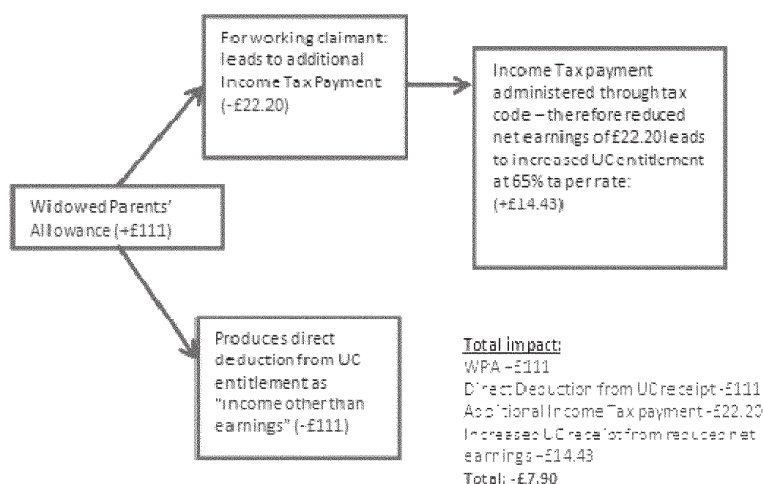 For working claimant:
leads to additional
Income Tax Payment
(-£22.20)
Income Tax payment
administered through tax
code – therefore reduced
net earnings of £22.20 leads
to increased UC entitlement
at 65% taper rate:
(+£14.43)
Widowed Parents'
Allowance (+£111)
Produces direct
deduction from UC
entitlement as
"income other than
earnings" (-£111)
Total impact:
WPA –£111
Direct Deduction from UC receipt -£111
Additional Income Tax payment -£22.20
Increased UC receipt from reduced net
earnings –£14.43
Total: -£7.90